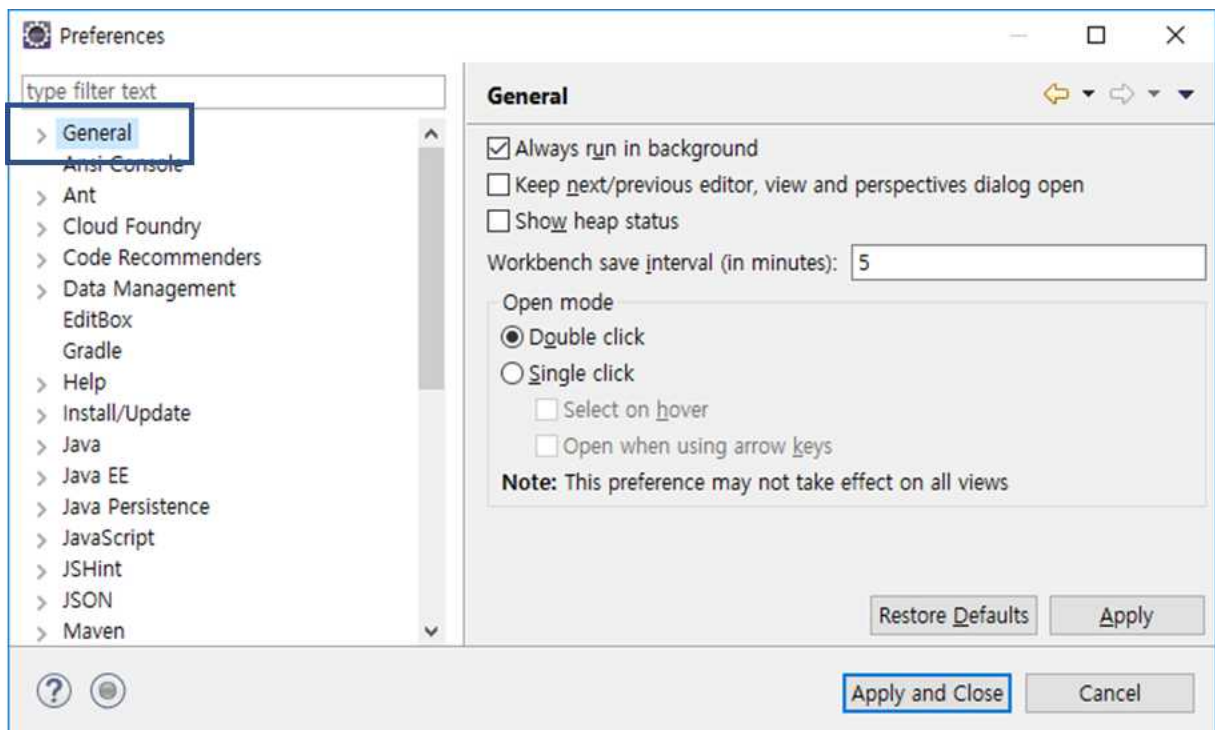 Preferences
type filter text
General
Ansi Console
Ant
Cloud Foundry
Code Recommenders
Data Management
EditBox
Gradle
Help
Install/Update
Java
Java EE
Java Persistence
JavaScript
JSHint
JSON
Maven
General
Always run in background
Keep next/previous editor, view and perspectives dialog open
Show heap status
Workbench save interval (in minutes): 5
Open mode
Double click
Single click
Select on hover
Open when using arrow keys
Note: This preference may not take effect on all views
Restore Defaults Apply
? Apply and Close Cancel